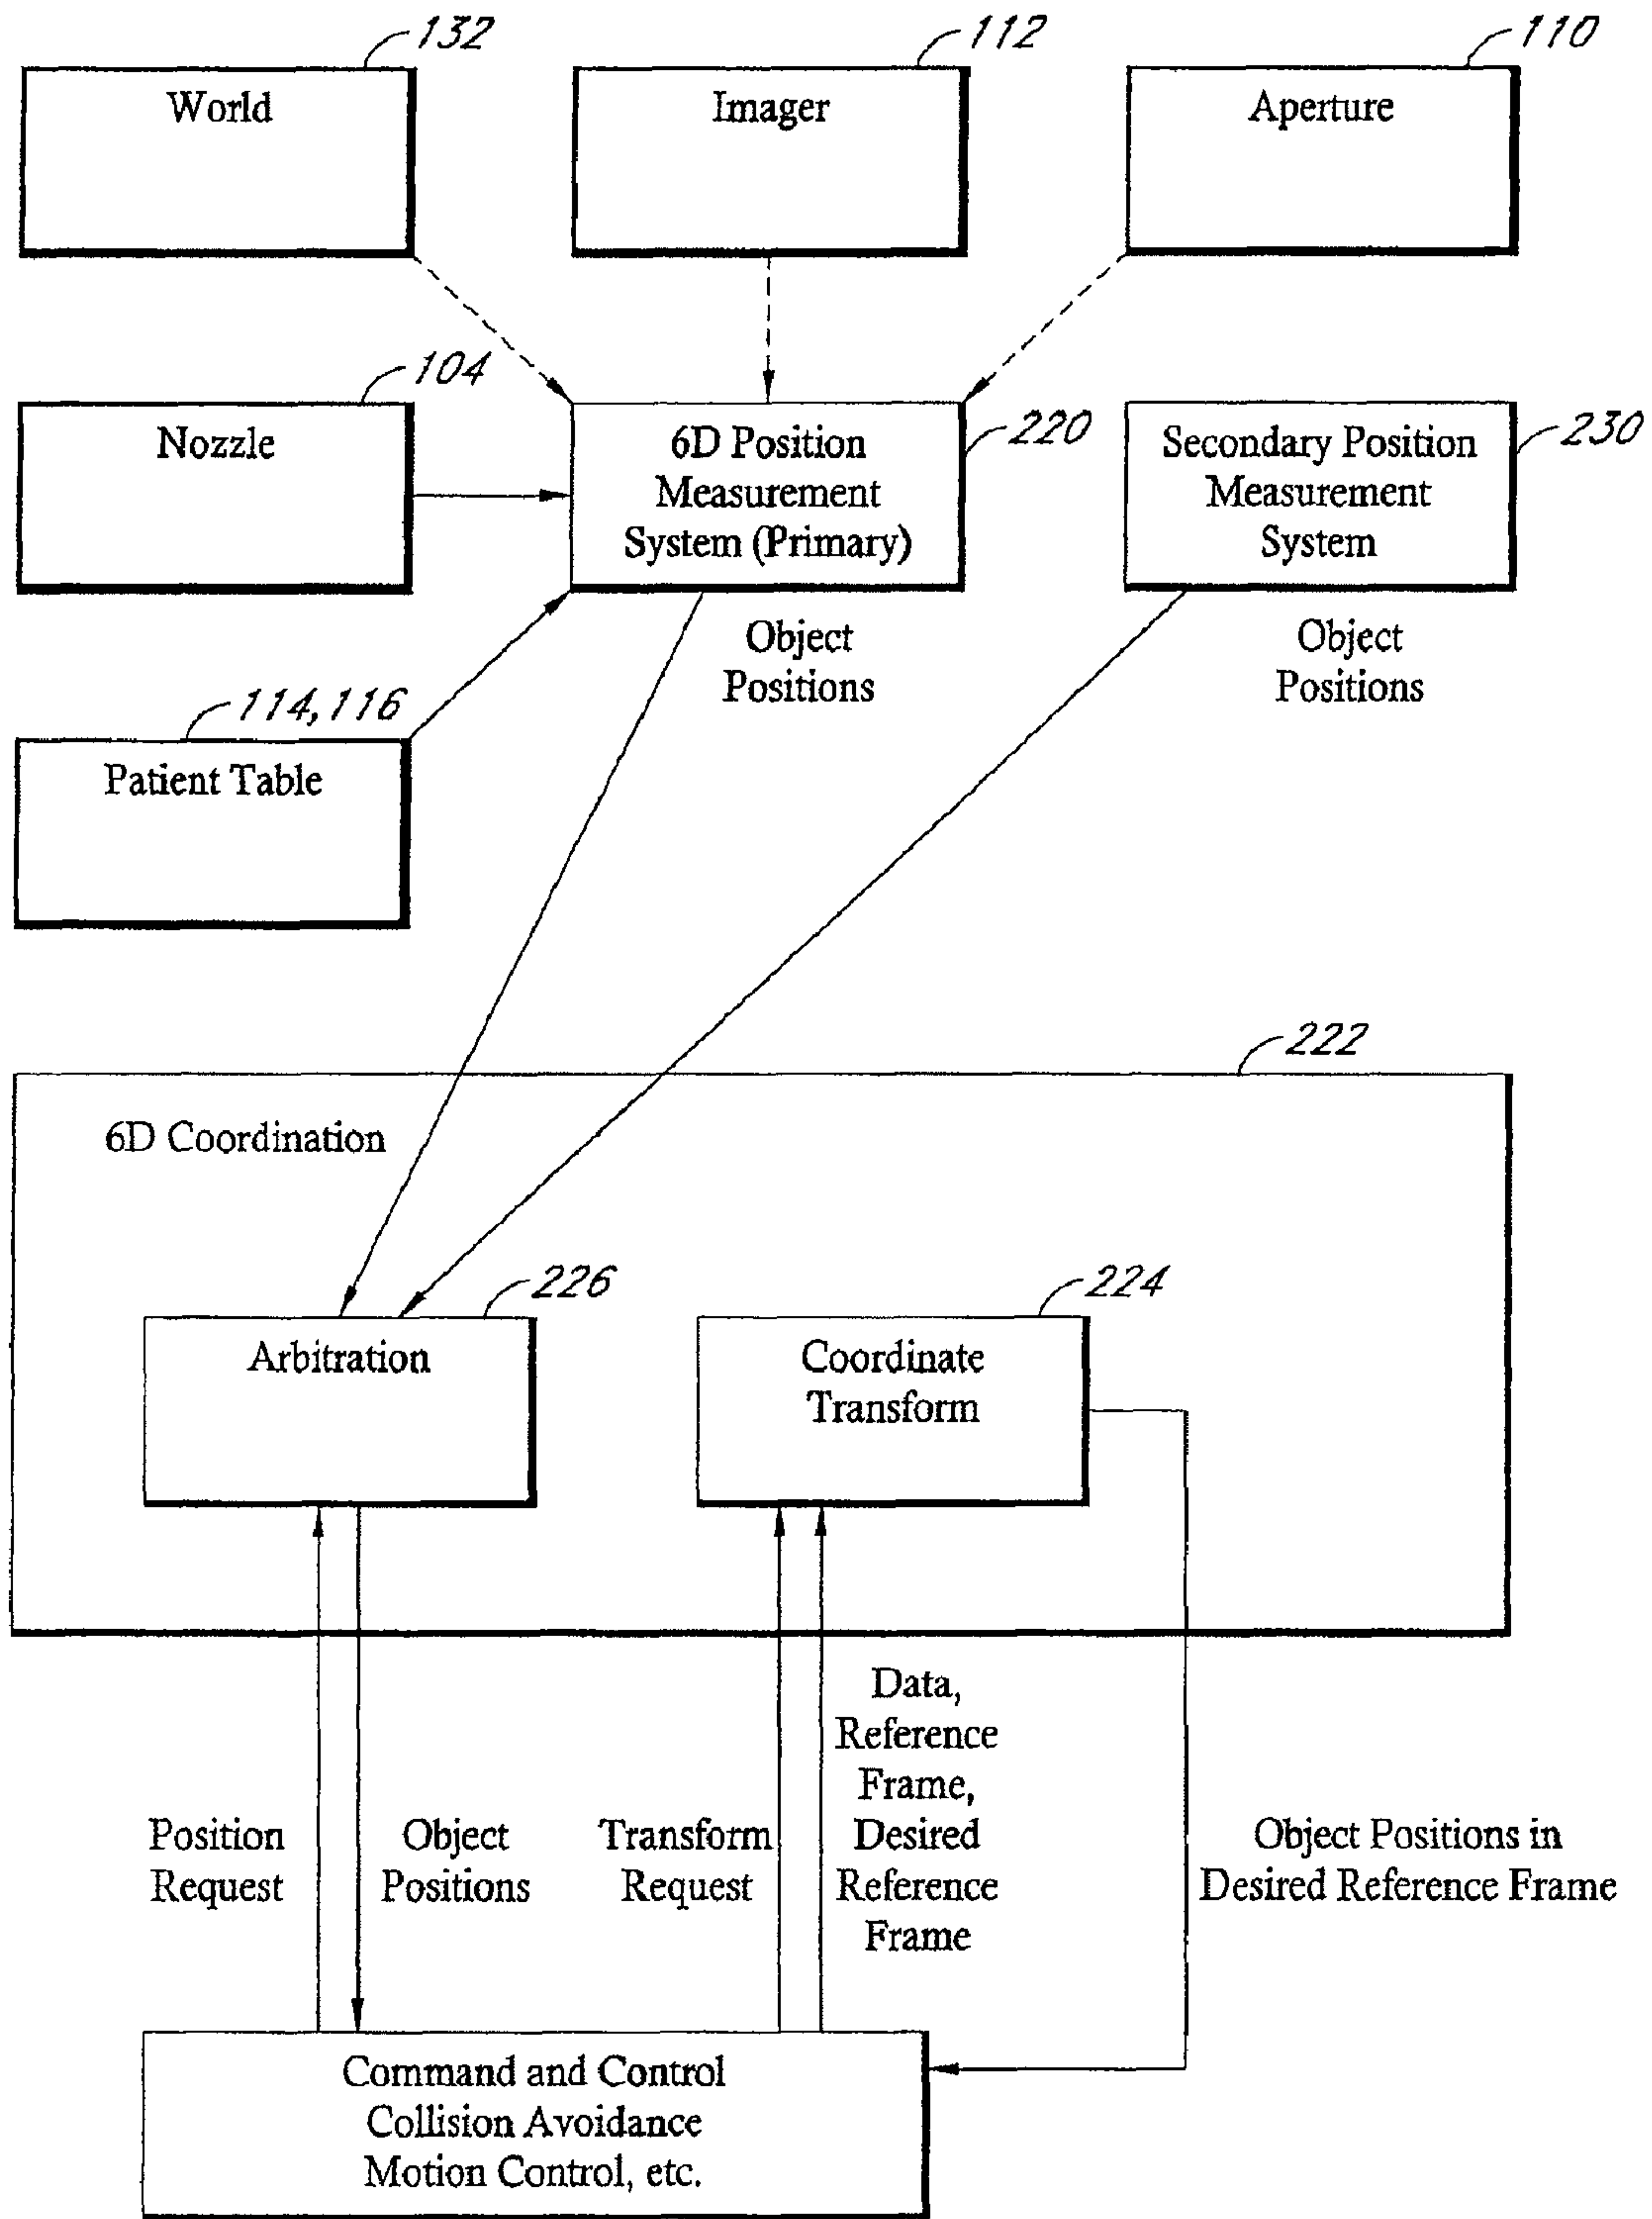 132
112
110
World
Imager
Aperture
104
220
230
Nozzle
6D Position
Measurement
System (Primary)
Secondary Position
Measurement
System
Object
Positions
Object
Positions
114, 116
Patient Table
222
6D Coordination
226
224
Arbitration
Coordinate
Transform
Position
Request
Object
Positions
Transform
Request
Data,
Reference
Frame,
Desired
Reference
Frame
Object Positions in
Desired Reference Frame
Command and Control
Collision Avoidance
Motion Control, etc.